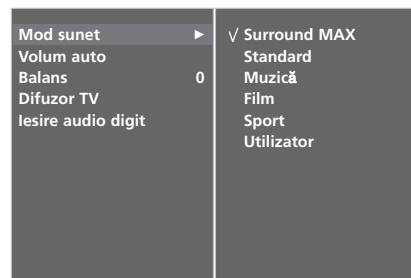 Mod sunet ►
Volum auto
Balans 0
Difuzor TV
Iesire audio digit
√ Surround MAX
Standard
Muzică
Film
Sport
Utilizator